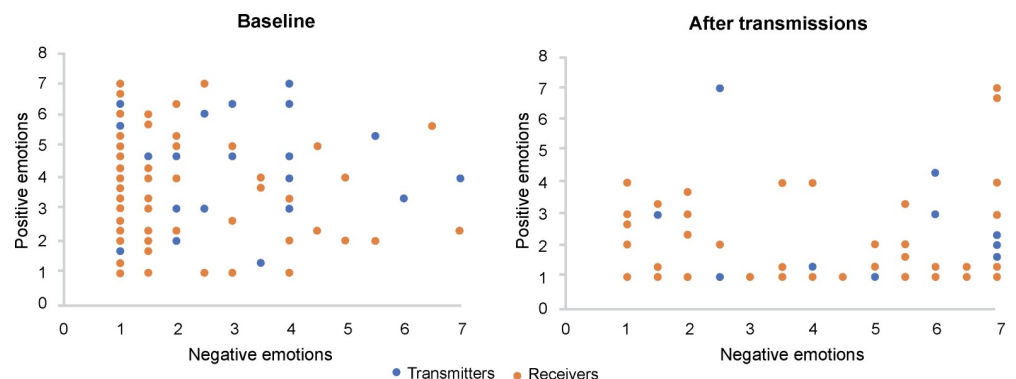 Baseline
After transmissions
8
7
6
5
4
3
2
1
0
Positive emotions
0 1 2 3 4 5 6 7
Negative emotions
8
7
6
5
4
3
2
1
0
Positive emotions
0 1 2 3 4 5 6 7
Negative emotions
Transmitters Receivers